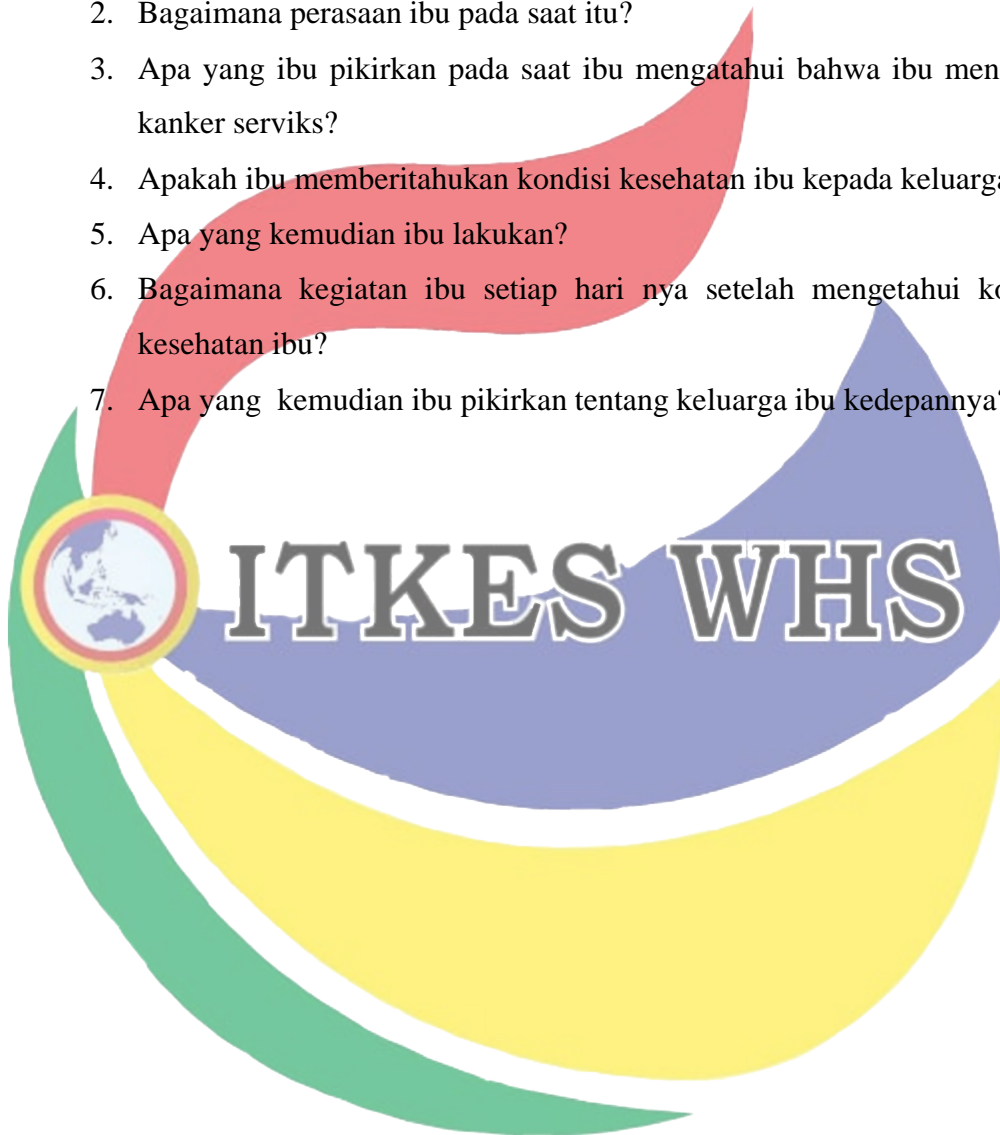 2. Bagaimana perasaan ibu pada saat itu?
3. Apa yang ibu pikirkan pada saat ibu mengatahui bahwa ibu men
kanker serviks?
4. Apakah ibu memberitahukan kondisi kesehatan ibu kepada keluarga
5. Apa yang kemudian ibu lakukan?
6. Bagaimana kegiatan ibu setiap hari nya setelah mengetahui ko
kesehatan ibu?
7. Apa yang kemudian ibu pikirkan tentang keluarga ibu kedepannya?
ITKES WHS